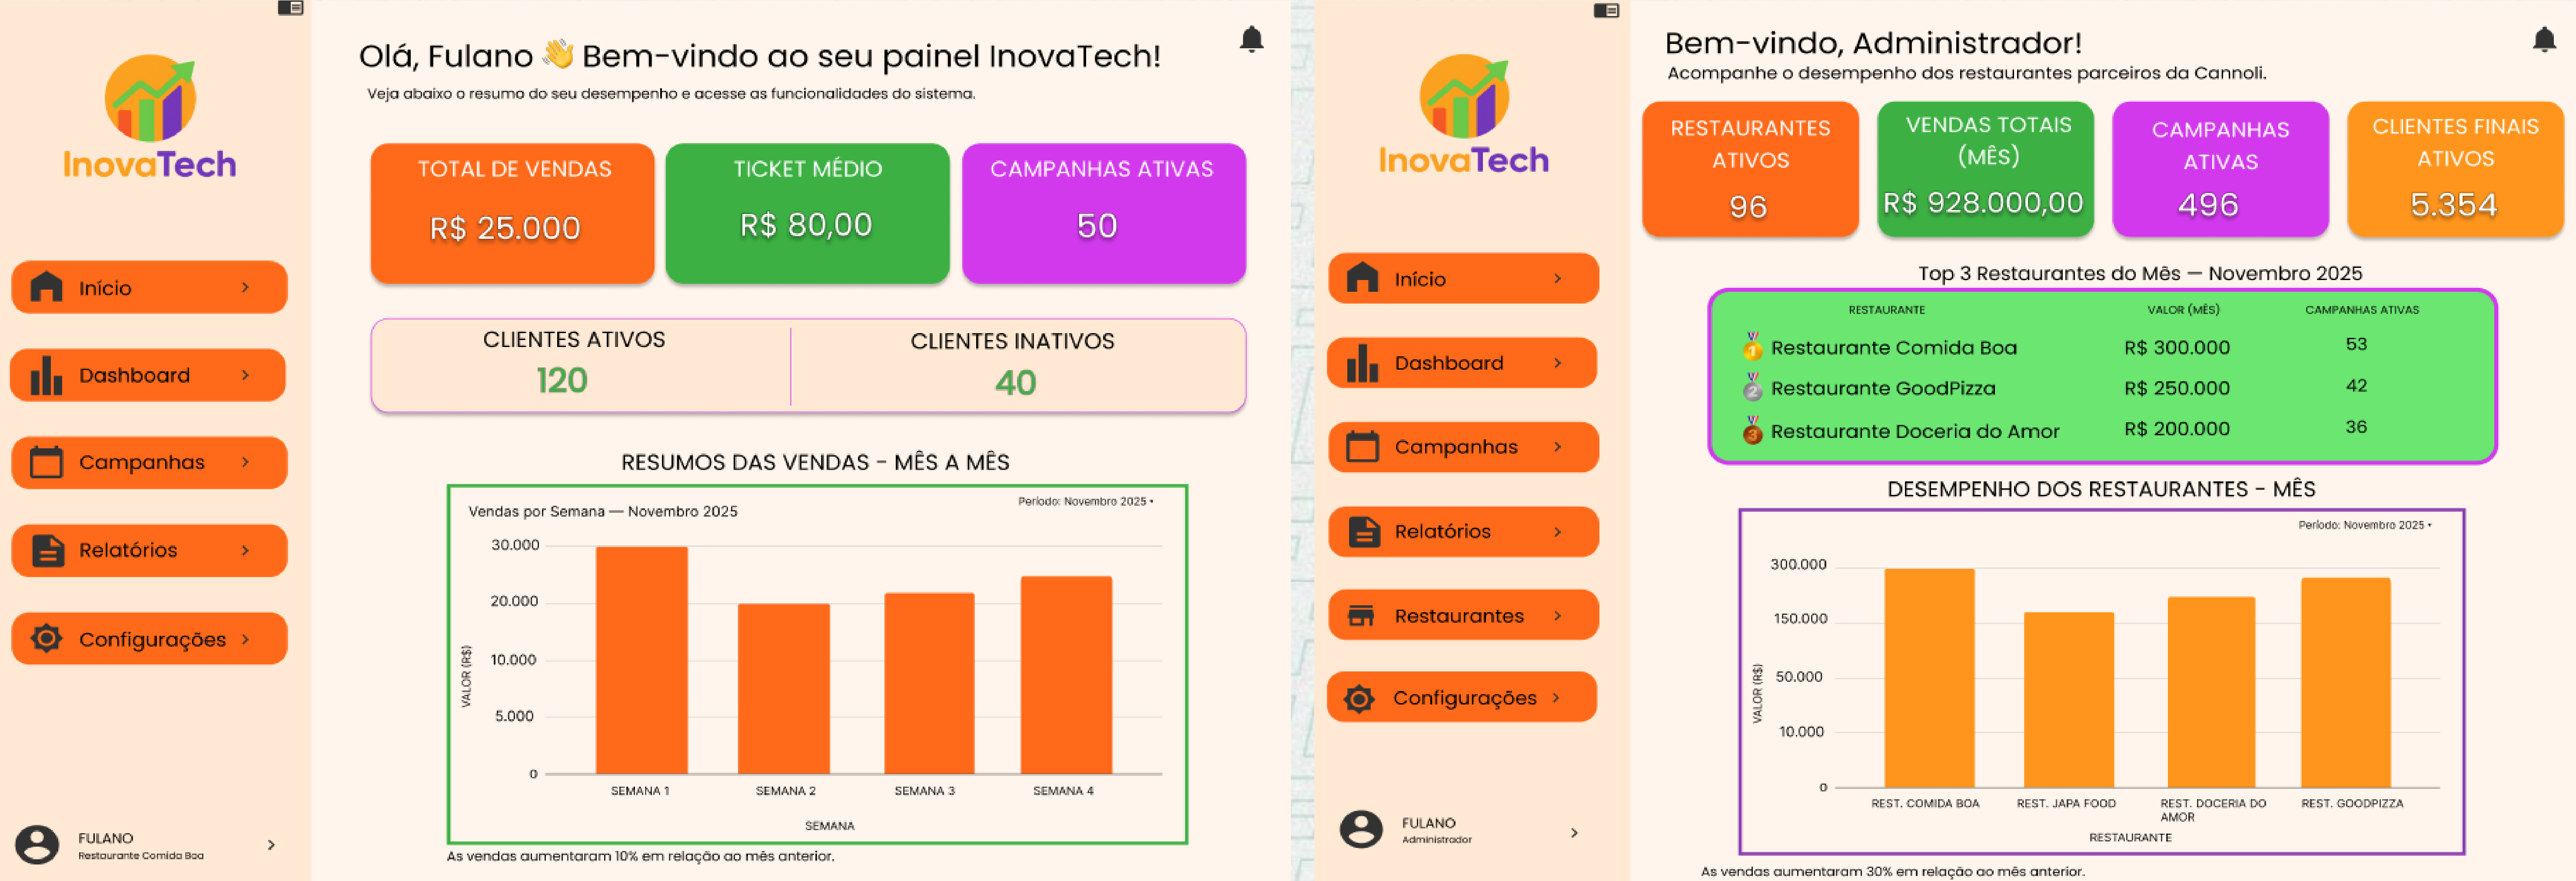 InovaTech
Início
Dashboard
Campanhas
Relatórios
Configurações
FULANO
Restaurante Comida Boa
Olá, Fulano 👋 Bem-vindo ao seu painel InovaTech!
Veja abaixo o resumo do seu desempenho e acesse as funcionalidades do sistema.
TOTAL DE VENDAS
R$ 25.000
TICKET MÉDIO
R$ 80,00
CAMPANHAS ATIVAS
50
CLIENTES ATIVOS
120
CLIENTES INATIVOS
40
RESUMOS DAS VENDAS - MÊS A MÊS
Período: Novembro 2025 •
Vendas por Semana — Novembro 2025
VALOR (R$)
30.000
20.000
10.000
5.000
0
SEMANA 1
SEMANA 2
SEMANA 3
SEMANA 4
SEMANA
As vendas aumentaram 10% em relação ao mês anterior.
InovaTech
Início
Dashboard
Campanhas
Relatórios
Restaurantes
Configurações
FULANO
Administrador
Bem-vindo, Administrador!
Acompanhe o desempenho dos restaurantes parceiros da Cannoli.
RESTAURANTES
ATIVOS
96
VENDAS TOTAIS
(MÊS)
R$ 928.000,00
CAMPANHAS
ATIVAS
496
CLIENTES FINAIS
ATIVOS
5.354
Top 3 Restaurantes do Mês — Novembro 2025
RESTAURANTE VALOR (MÊS) CAMPANHAS ATIVAS
🥇 Restaurante Comida Boa R$ 300.000 53
🥈 Restaurante GoodPizza R$ 250.000 42
🥉 Restaurante Doceria do Amor R$ 200.000 36
DESEMPENHO DOS RESTAURANTES - MÊS
Período: Novembro 2025 •
VALOR (R$)
300.000
150.000
50.000
10.000
0
REST. COMIDA BOA
REST. JAPA FOOD
REST. DOCERIA DO
AMOR
REST. GOODPIZZA
RESTAURANTE
As vendas aumentaram 30% em relação ao mês anterior.